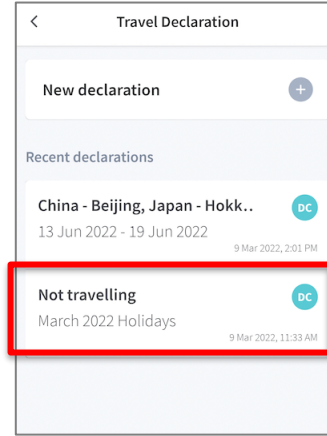 Travel Declaration
New declaration
Recent declarations
China - Beijing, Japan - Hokk..
DC
13 Jun 2022 - 19 Jun 2022
9 Mar 2022, 2:01 PM
Not travelling
DC
March 2022 Holidays
9 Mar 2022, 11:33 AM